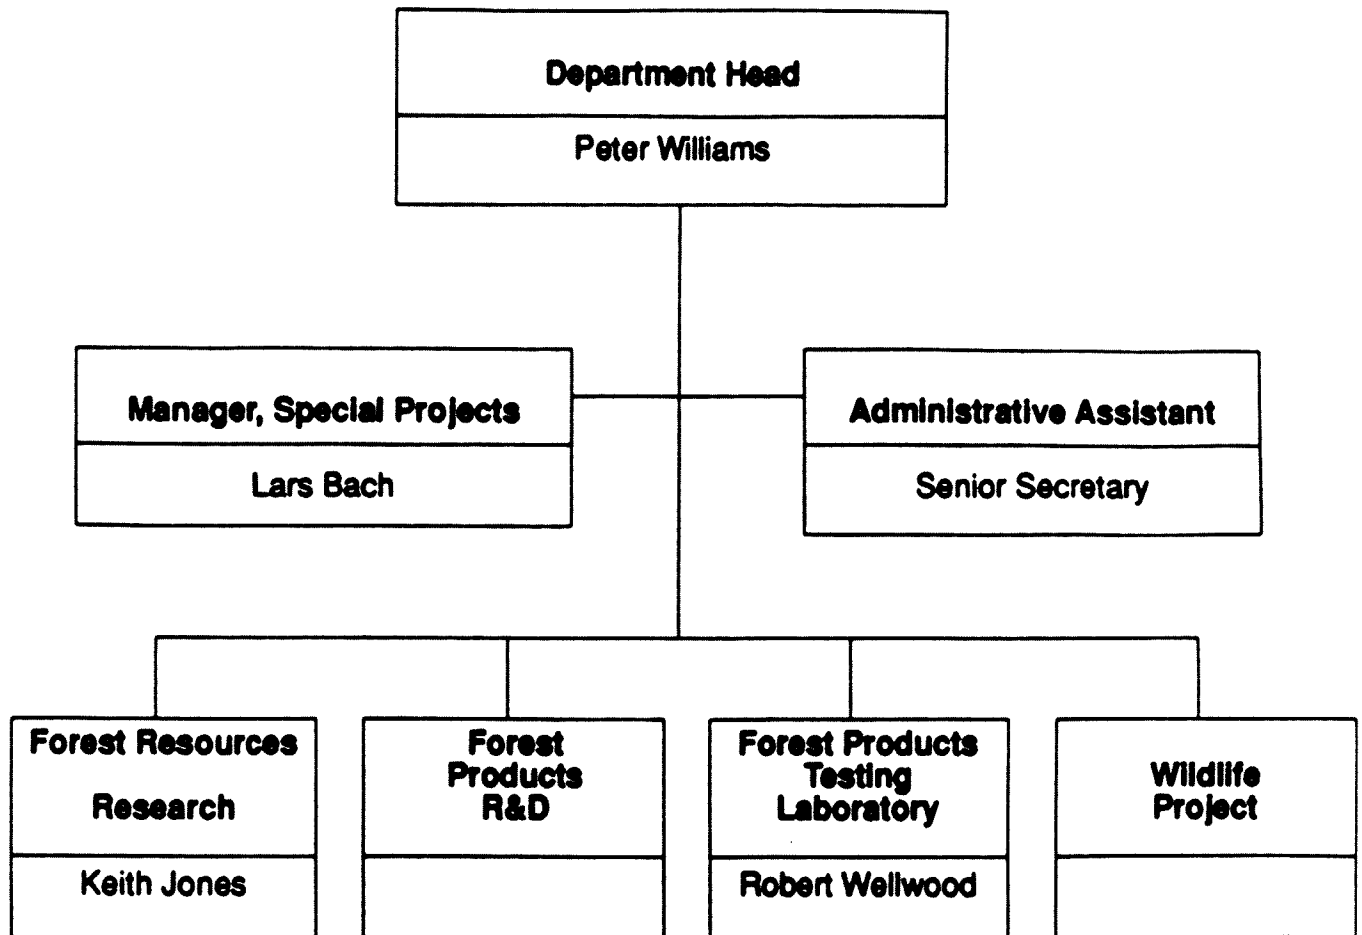 Department Head
Peter Williams
Manager, Special Projects
Lars Bach
Administrative Assistant
Senior Secretary
Forest Resources
Research
Keith Jones
Forest
Products
R&D
Forest Products
Testing
Laboratory
Robert Wellwood
Wildlife
Project